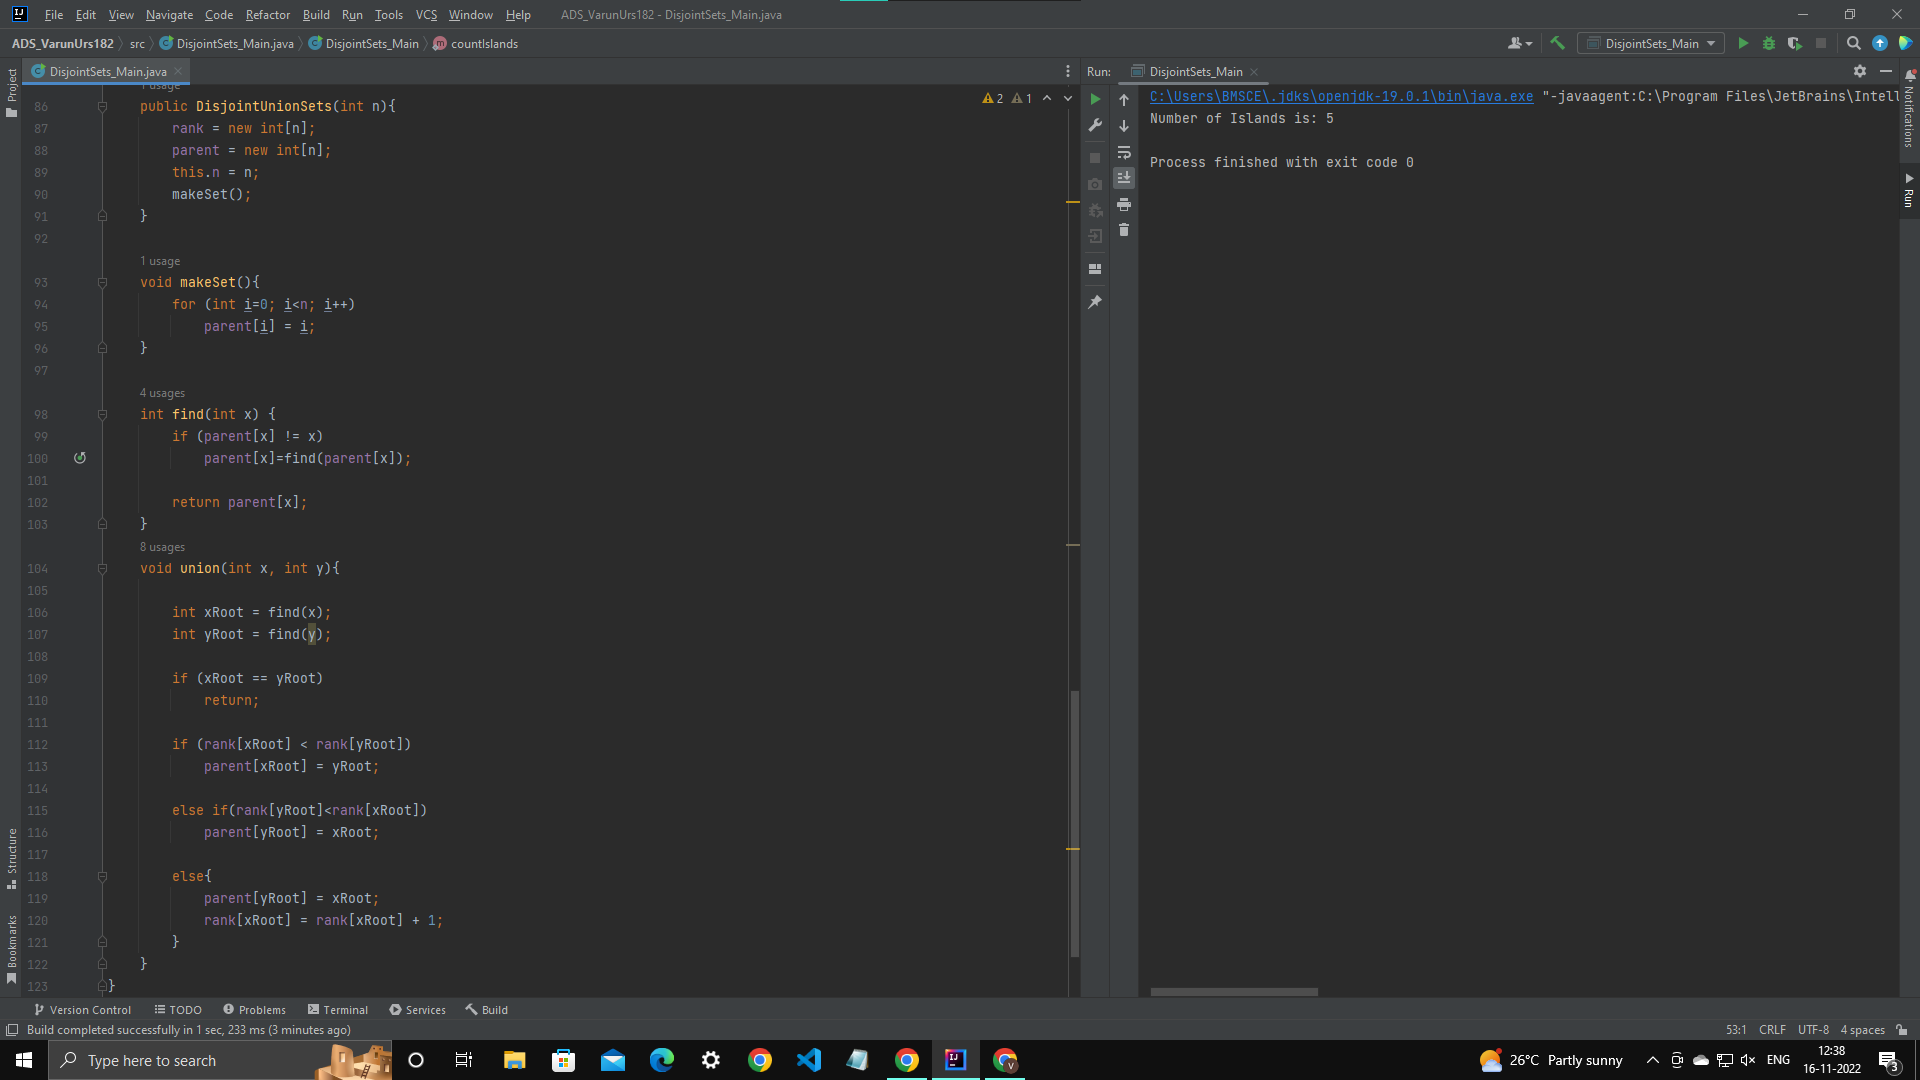 File Edit View Navigate Code Refactor Build Run Tools VCS Window Help ADS_VarunUrs182 - DisjointSets_Main.java
ADS_VarunUrs182 src DisjointSets_Main.java DisjointSets_Main countIslands DisjointSets_Main
Project
DisjointSets_Main.java
Run: DisjointSets_Main
Notifications
Run
Structure
Bookmarks
1 usage
2 1
86 public DisjointUnionSets(int n){
87 rank = new int[n];
88 parent = new int[n];
89 this.n = n;
90 makeSet();
91 }
92
1 usage
93 void makeSet(){
94 for (int i=0; i<n; i++)
95 parent[i] = i;
96 }
97
4 usages
98 int find(int x) {
99 if (parent[x] != x)
100 parent[x]=find(parent[x]);
101
102 return parent[x];
103 }
8 usages
104 void union(int x, int y){
105
106 int xRoot = find(x);
107 int yRoot = find(y);
108
109 if (xRoot == yRoot)
110 return;
111
112 if (rank[xRoot] < rank[yRoot])
113 parent[xRoot] = yRoot;
114
115 else if(rank[yRoot]<rank[xRoot])
116 parent[yRoot] = xRoot;
117
118 else{
119 parent[yRoot] = xRoot;
120 rank[xRoot] = rank[xRoot] + 1;
121 }
122 }
123 }
C:\Users\BMSCE\.jdks\openjdk-19.0.1\bin\java.exe "-javaagent:C:\Program Files\JetBrains\Intell
Number of Islands is: 5
Process finished with exit code 0
Version Control TODO Problems Terminal Services Build
Build completed successfully in 1 sec, 233 ms (3 minutes ago) 53:1 CRLF UTF-8 4 spaces
Type here to search
26°C Partly sunny ENG 12:38
16-11-2022
3